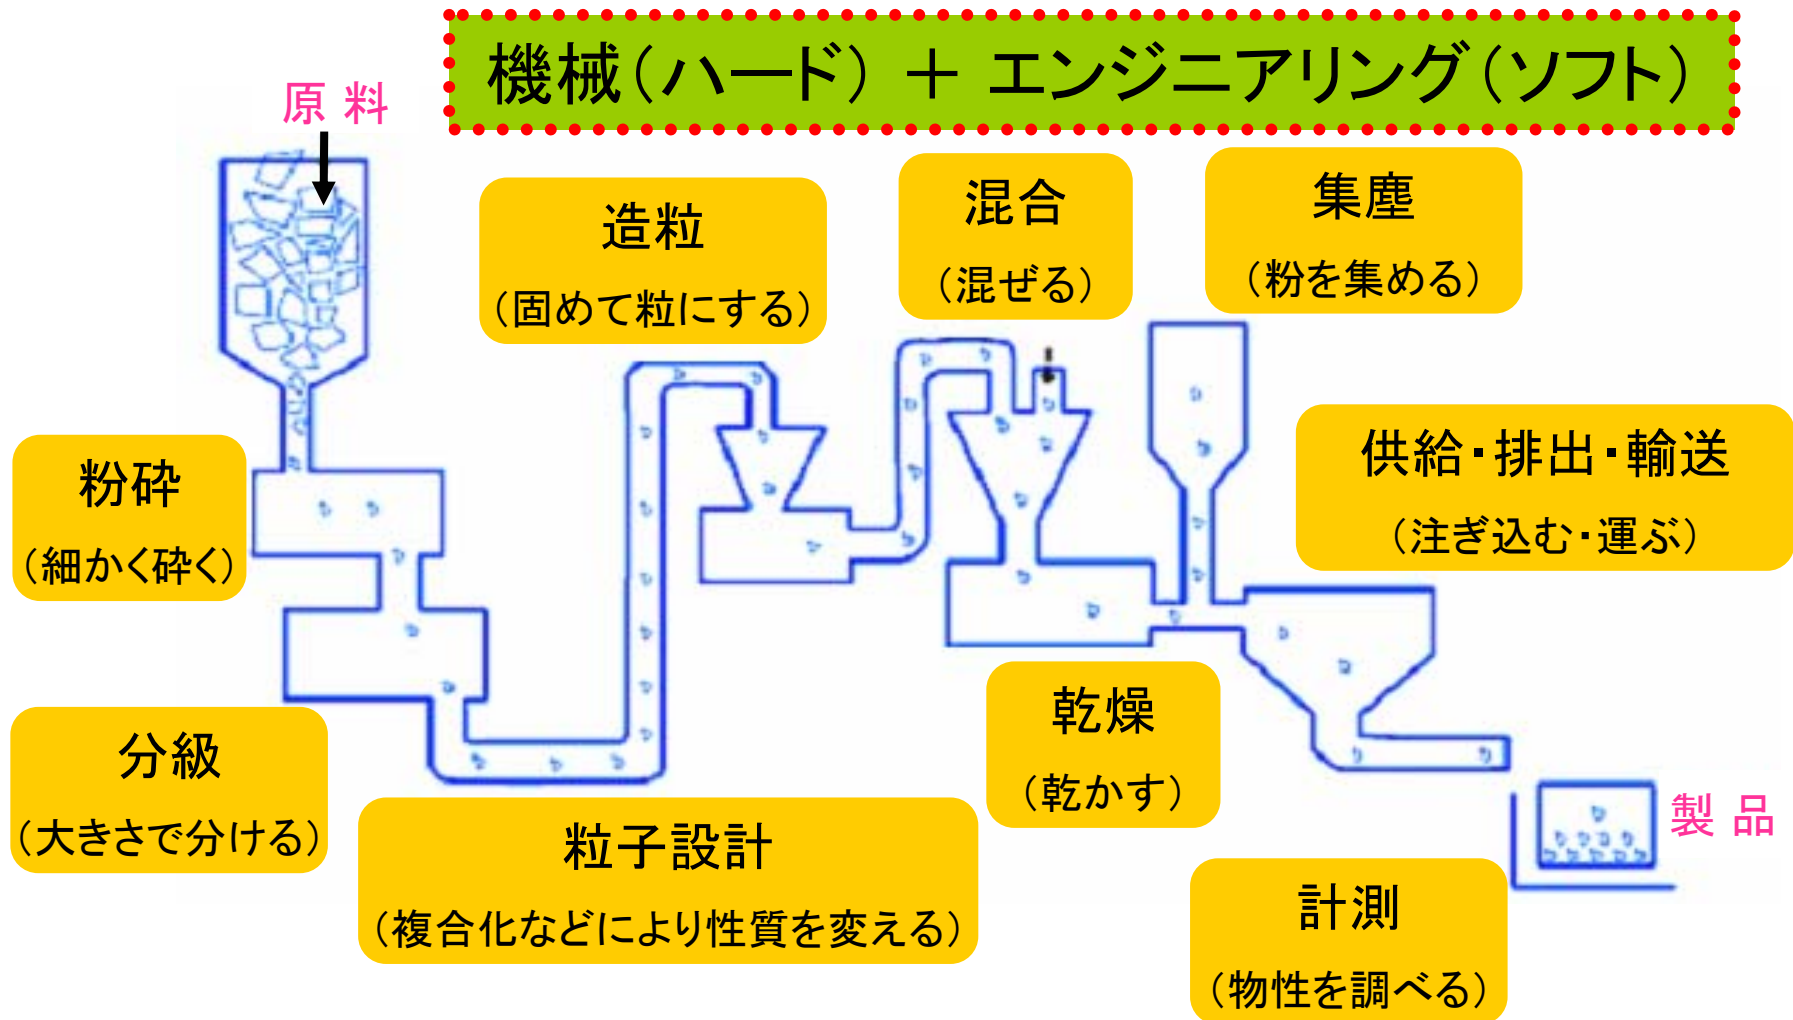 機械(ハード) + エンジニアリング(ソフト)
原 料
造粒
(固めて粒にする)
混合
(混ぜる)
集塵
(粉を集める)
粉砕
(細かく砕く)
供給・排出・輸送
(注ぎ込む・運ぶ)
分級
(大きさで分ける)
粒子設計
(複合化などにより性質を変える)
乾燥
(乾かす)
製 品
計測
(物性を調べる)